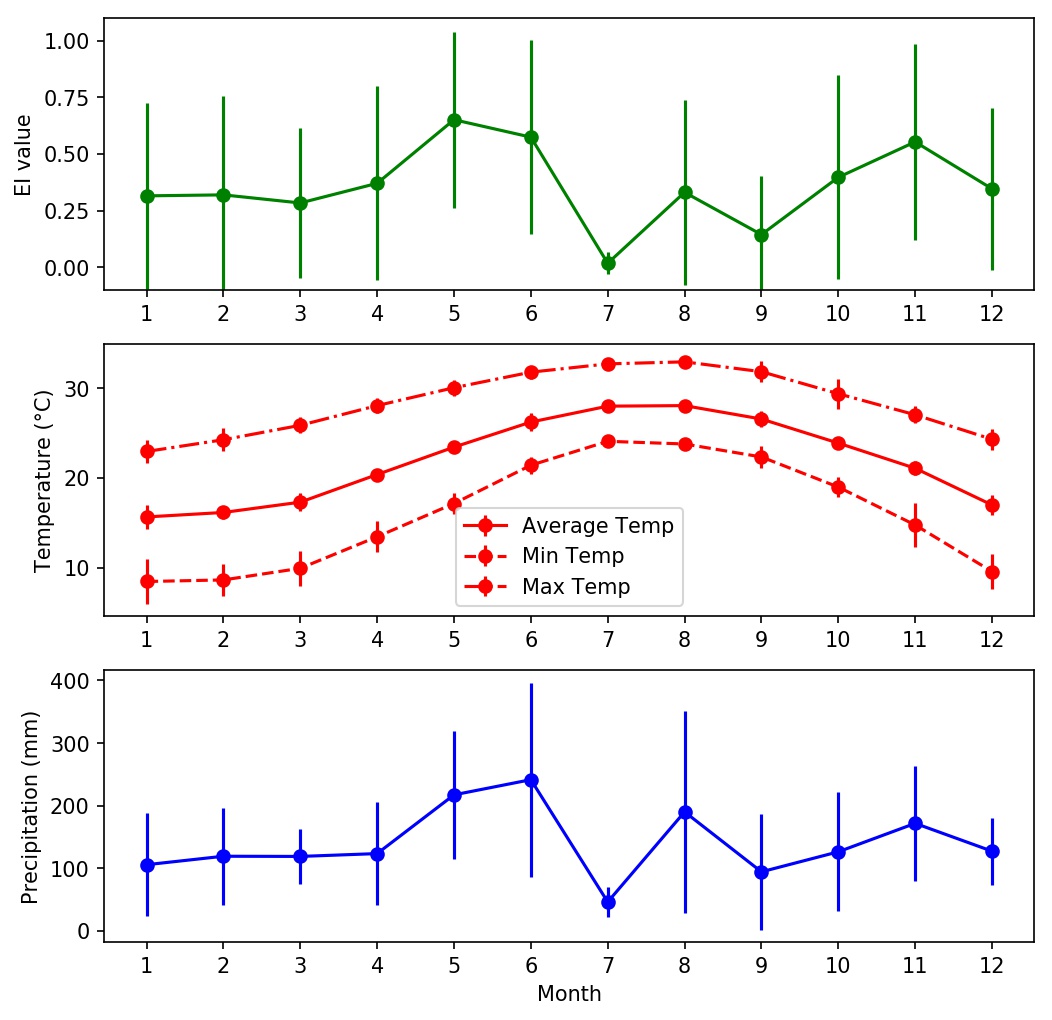 EI value
1.00
0.75
0.50
0.25
0.00
1 2 3 4 5 6 7 8 9 10 11 12
Temperature (°C)
30
20
10
Average Temp
Min Temp
Max Temp
1 2 3 4 5 6 7 8 9 10 11 12
Precipitation (mm)
400
300
200
100
0
1 2 3 4 5 6 7 8 9 10 11 12
Month